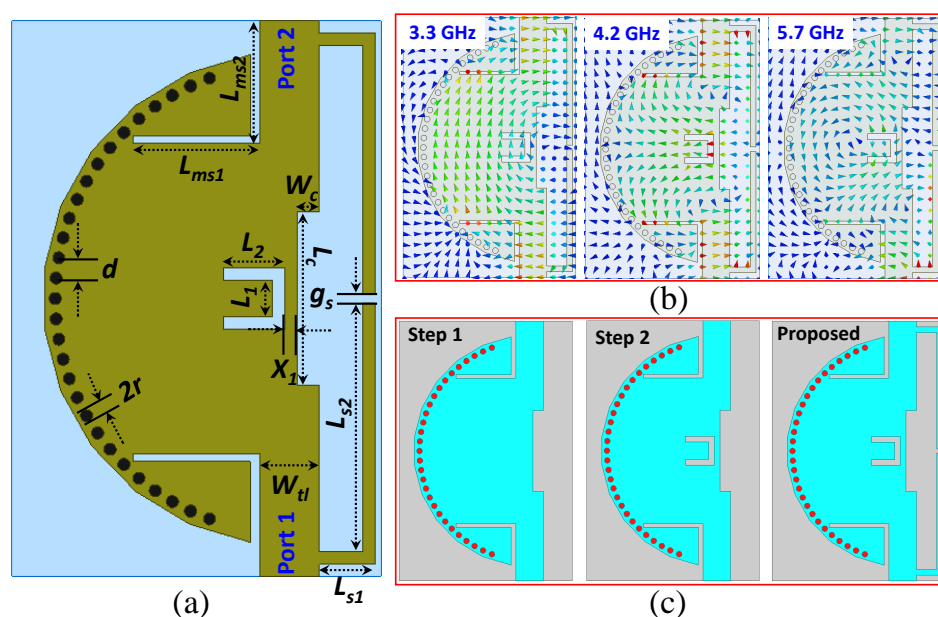 Port 2
L_ms2
L_ms1
W_c
L_c
L_2
d
L_1
g_s
X_1
2r
L_s2
W_tl
Port 1
L_s1
(a)
3.3 GHz
4.2 GHz
5.7 GHz
(b)
Step 1
Step 2
Proposed
(c)